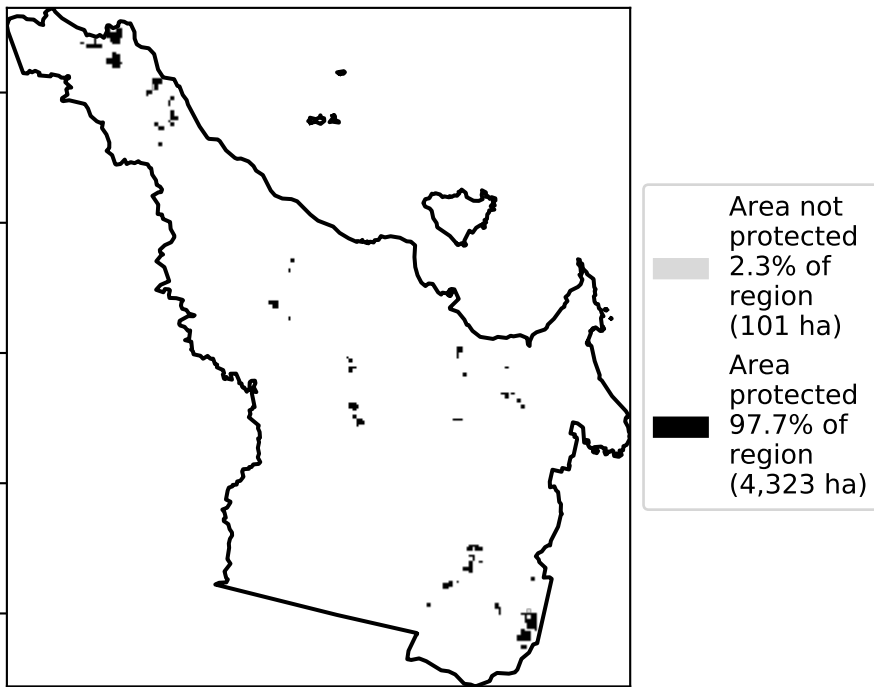 Area not
protected
2.3% of
region
(101 ha)
Area
protected
97.7% of
region
(4,323 ha)